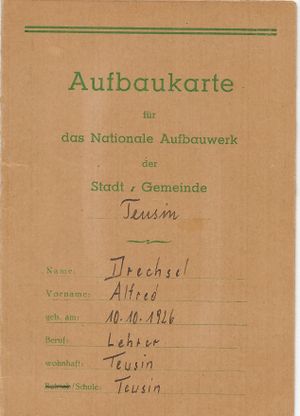 Aufbaukarte
für
das Nationale Aufbauwerk
der
Stadt, Gemeinde
Teusin
Name: Drechsel
Vorname: Alfred
geb. am: 10.10.1926
Beruf: Lehrer
wohnhaft: Teusin
Betrieb/Schule: Teusin